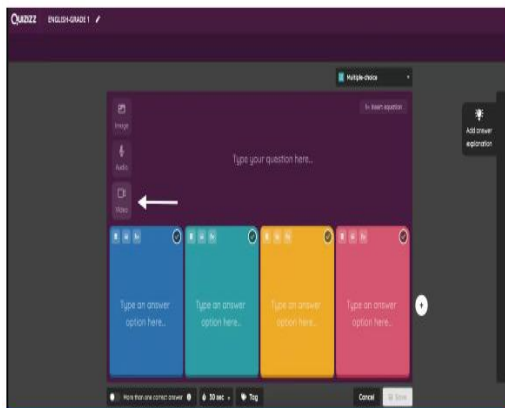 QUIZIZZ ENGLISH-GRADE 1
Multiple-choice
Image
Insert equation
Add answer
explanation
Audio
Type your question here...
Video
Type an answer
option here...
Type an answer
option here...
Type an answer
option here...
Type an answer
option here...
More than one correct answer
30 sec
Tag
Cancel
Save